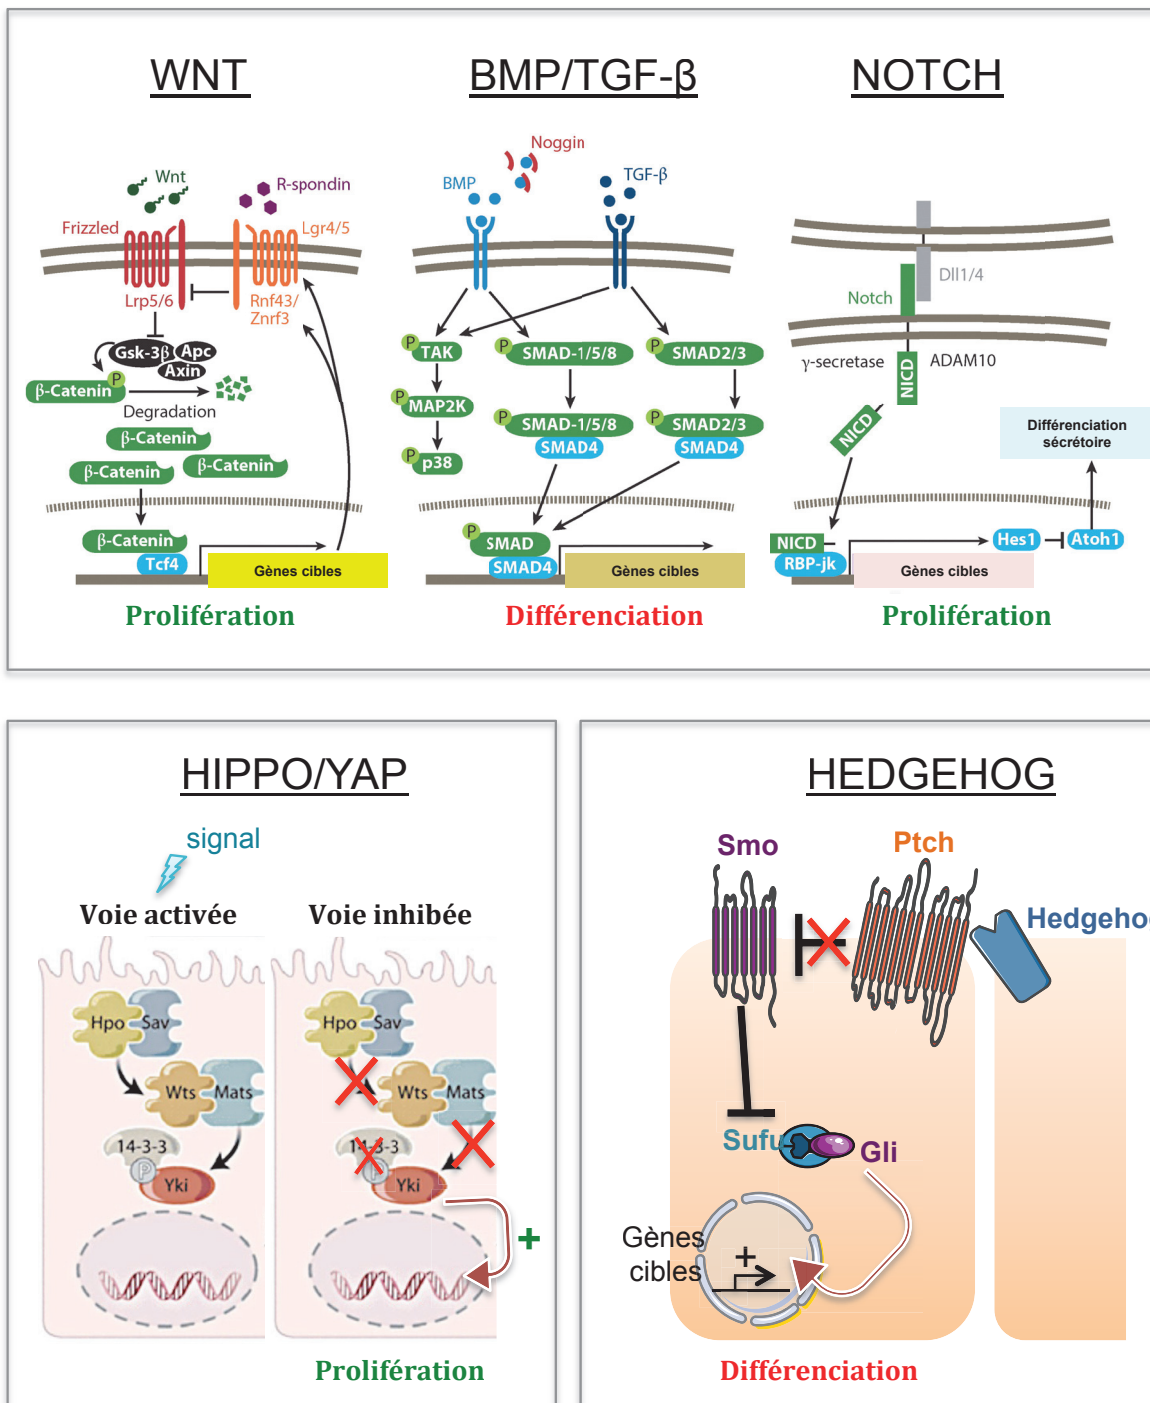 WNT
Wnt
R-spondin
Frizzled
Lgr4/5
Lrp5/6
Rnf43/
Znrf3
Gsk-3β
Apc
Axin
β-Catenin
P
Degradation
β-Catenin
β-Catenin
β-Catenin
β-Catenin
Tcf4
Gènes cibles
Prolifération
BMP/TGF-β
Noggin
BMP
TGF-β
P
TAK
P
SMAD-1/5/8
P
SMAD2/3
P
MAP2K
P
SMAD-1/5/8
SMAD4
P
SMAD2/3
SMAD4
P
p38
P
SMAD
SMAD4
Gènes cibles
Différenciation
NOTCH
Dll1/4
Notch
γ-secretase
NICD
ADAM10
NICD
Différenciation
sécrétoire
NICD
RBP-jk
Hes1
Atoh1
Gènes cibles
Prolifération
HIPPO/YAP
signal
Voie activée
Voie inhibée
Hpo
Sav
Wts
Mats
14-3-3
P
Yki
Hpo
Sav
Wts
Mats
14-3-3
P
Yki
+
Prolifération
HEDGEHOG
Smo
Ptch
Hedgehog
Sufu
Gli
Gènes
cibles
+
Différenciation